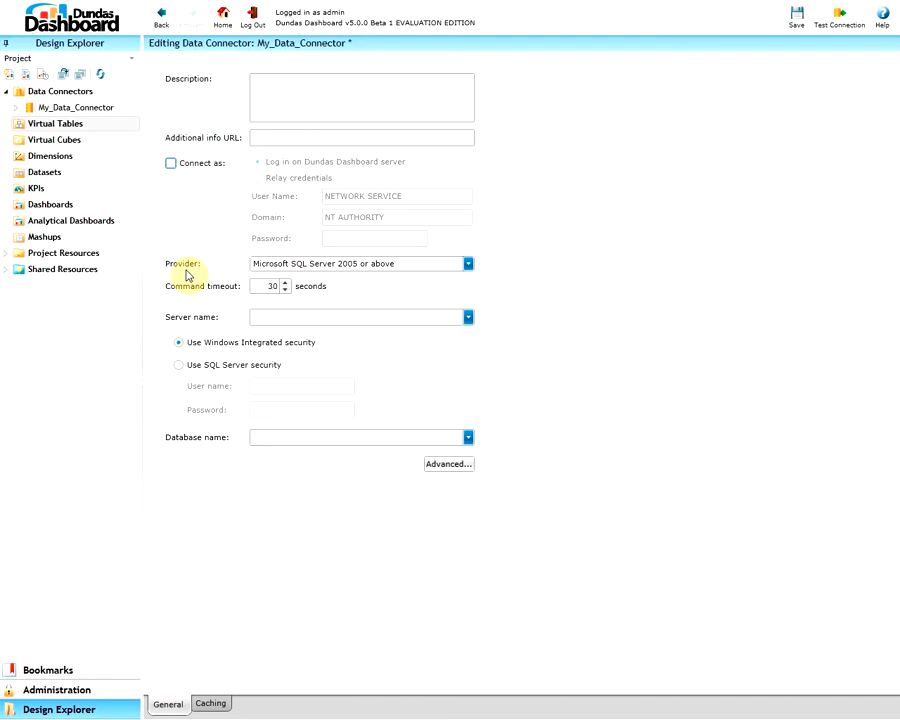 Dundas
Dashboard
Back
Home
Log Out
Logged in as admin
Dundas Dashboard v5.0.0 Beta 1 EVALUATION EDITION
Save
Test Connection
Help
Design Explorer
Editing Data Connector: My_Data_Connector *
Project
Data Connectors
My_Data_Connector
Virtual Tables
Virtual Cubes
Dimensions
Datasets
KPIs
Dashboards
Analytical Dashboards
Mashups
Project Resources
Shared Resources
Description:
Additional info URL:
Connect as:
Log in on Dundas Dashboard server
Relay credentials
User Name: NETWORK SERVICE
Domain: NT AUTHORITY
Password:
Provider: Microsoft SQL Server 2005 or above
Command timeout: 30 seconds
Server name:
Use Windows Integrated security
Use SQL Server security
User name:
Password:
Database name:
Advanced...
Bookmarks
Administration
Design Explorer
General
Caching